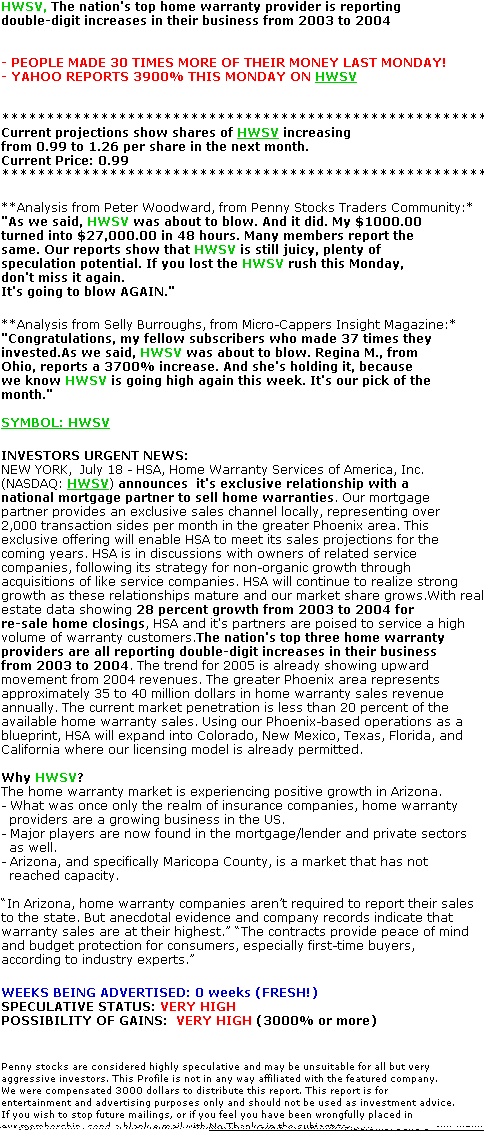 HWSV, The nation's top home warranty provider is reporting
double-digit increases in their business from 2003 to 2004
- PEOPLE MADE 30 TIMES MORE OF THEIR MONEY LAST MONDAY!
- YAHOO REPORTS 3900% THIS MONDAY ON HWSV
*******************************************************
Current projections show shares of HWSV increasing
from 0.99 to 1.26 per share in the next month.
Current Price: 0.99
*******************************************************
**Analysis from Peter Woodward, from Penny Stocks Traders Community:*
"As we said, HWSV was about to blow. And it did. My $1000.00
turned into $27,000.00 in 48 hours. Many members report the
same. Our reports show that HWSV is still juicy, plenty of
speculation potential. If you lost the HWSV rush this Monday,
don't miss it again.
It's going to blow AGAIN."
**Analysis from Selly Burroughs, from Micro-Cappers Insight Magazine:*
"Congratulations, my fellow subscribers who made 37 times they
invested.As we said, HWSV was about to blow. Regina M., from
Ohio, reports a 3700% increase. And she's holding it, because
we know HWSV is going high again this week. It's our pick of the
month."
SYMBOL: HWSV
INVESTORS URGENT NEWS:
NEW YORK, July 18 - HSA, Home Warranty Services of America, Inc.
(NASDAQ: HWSV) announces it's exclusive relationship with a
national mortgage partner to sell home warranties. Our mortgage
partner provides an exclusive sales channel locally, representing over
2,000 transaction sides per month in the greater Phoenix area. This
exclusive offering will enable HSA to meet its sales projections for the
coming years. HSA is in discussions with owners of related service
companies, following its strategy for non-organic growth through
acquisitions of like service companies. HSA will continue to realize strong
growth as these relationships mature and our market share grows.With real
estate data showing 28 percent growth from 2003 to 2004 for
re-sale home closings, HSA and it's partners are poised to service a high
volume of warranty customers.The nation's top three home warranty
providers are all reporting double-digit increases in their business
from 2003 to 2004. The trend for 2005 is already showing upward
movement from 2004 revenues. The greater Phoenix area represents
approximately 35 to 40 million dollars in home warranty sales revenue
annually. The current market penetration is less than 20 percent of the
available home warranty sales. Using our Phoenix-based operations as a
blueprint, HSA will expand into Colorado, New Mexico, Texas, Florida, and
California where our licensing model is already permitted.
Why HWSV?
The home warranty market is experiencing positive growth in Arizona.
- What was once only the realm of insurance companies, home warranty
providers are a growing business in the US.
- Major players are now found in the mortgage/lender and private sectors
as well.
- Arizona, and specifically Maricopa County, is a market that has not
reached capacity.
“In Arizona, home warranty companies aren’t required to report their sales
to the state. But anecdotal evidence and company records indicate that
warranty sales are at their highest.” “The contracts provide peace of mind
and budget protection for consumers, especially first-time buyers,
according to industry experts.”
WEEKS BEING ADVERTISED: 0 weeks (FRESH!)
SPECULATIVE STATUS: VERY HIGH
POSSIBILITY OF GAINS: VERY HIGH (3000% or more)
Penny stocks are considered highly speculative and may be unsuitable for all but very
aggressive investors. This Profile is not in any way affiliated with the featured company.
We were compensated 3000 dollars to distribute this report. This report is for
entertainment and advertising purposes only and should not be used as investment advice.
If you wish to stop future mailings, or if you feel you have been wrongfully placed in
our membership, send a blank e mail with No Thanks in the subject to